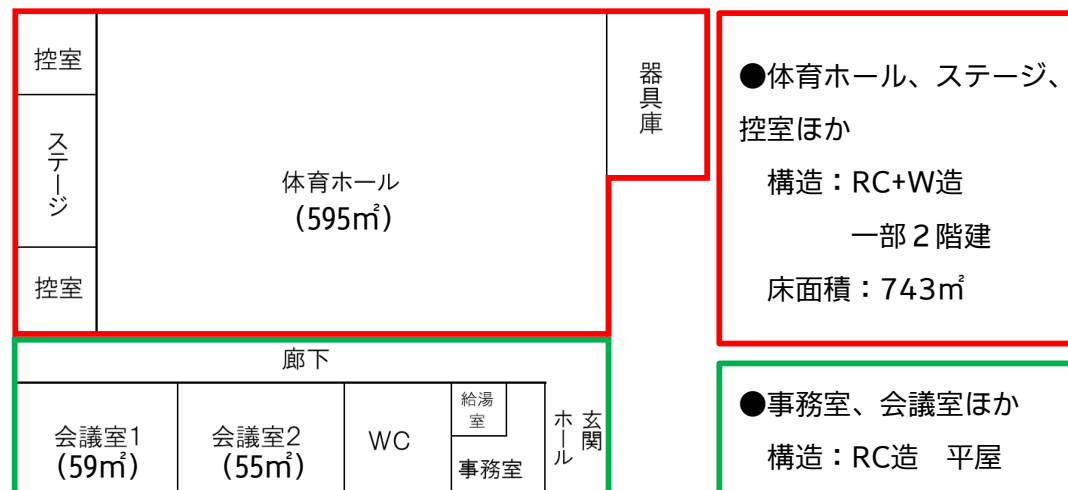 控室
ステージ
控室
体育ホール
(595㎡)
器具庫
廊下
会議室1
(59㎡)
会議室2
(55㎡)
WC
給湯
室
事務室
玄関
ホール
●体育ホール、ステージ、
控室ほか
構造：RC+W造
一部２階建
床面積：743㎡
●事務室、会議室ほか
構造：RC造　平屋